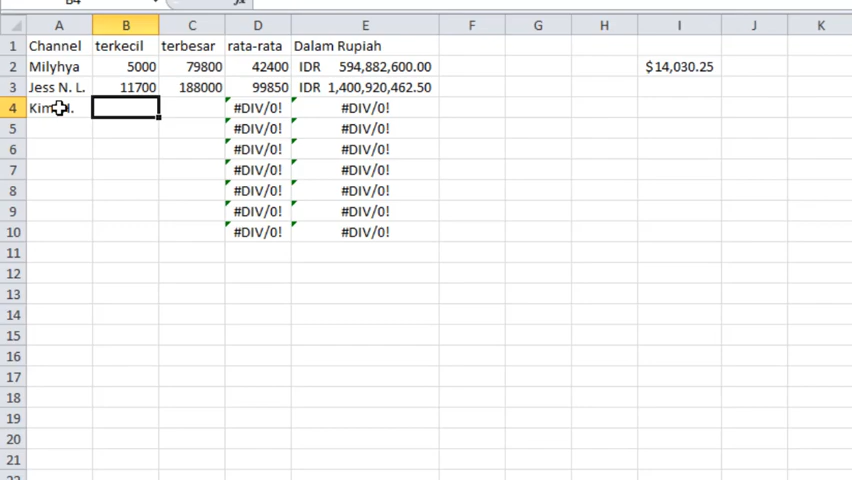 B4 fx
A B C D E F G H I J K
1 Channel terkecil terbesar rata-rata Dalam Rupiah
2 Milyhya 5000 79800 42400 IDR 594,882,600.00 $14,030.25
3 Jess N. L. 11700 188000 99850 IDR 1,400,920,462.50
4 #DIV/0! #DIV/0!
5 #DIV/0! #DIV/0!
6 #DIV/0! #DIV/0!
7 #DIV/0! #DIV/0!
8 #DIV/0! #DIV/0!
9 #DIV/0! #DIV/0!
10 #DIV/0! #DIV/0!
11
12
13
14
15
16
17
18
19
20
21